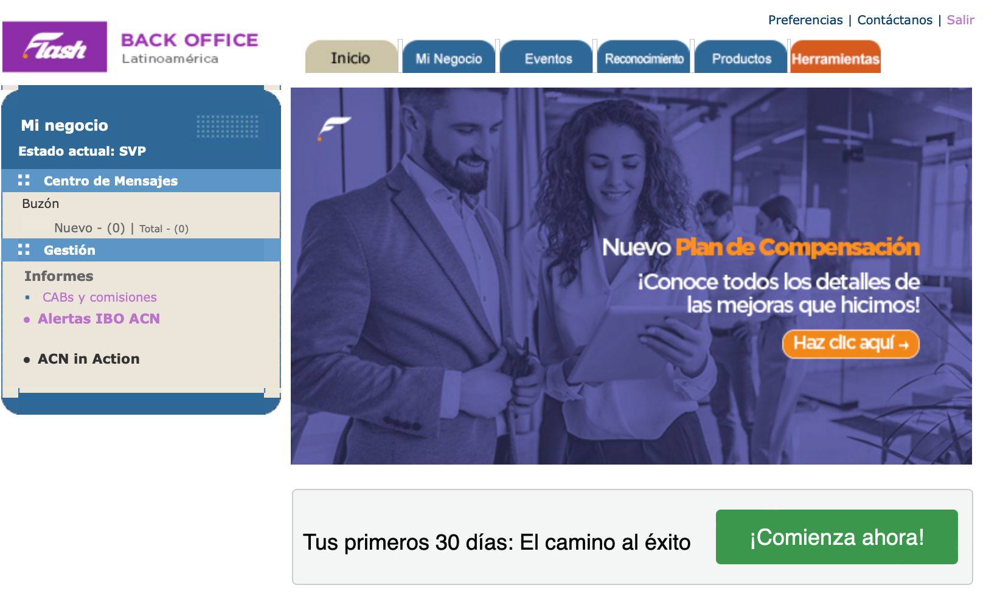 Preferencias | Contáctanos | Salir
Flash
BACK OFFICE
Latinoamérica
Inicio
Mi Negocio
Eventos
Reconocimiento
Productos
Herramientas
Mi negocio
Estado actual: SVP
Centro de Mensajes
Buzón
Nuevo - (0) | Total - (0)
Gestión
Informes
CABs y comisiones
Alertas IBO ACN
ACN in Action
Nuevo Plan de Compensación
¡Conoce todos los detalles de
las mejoras que hicimos!
Haz clic aquí →
Tus primeros 30 días: El camino al éxito
¡Comienza ahora!